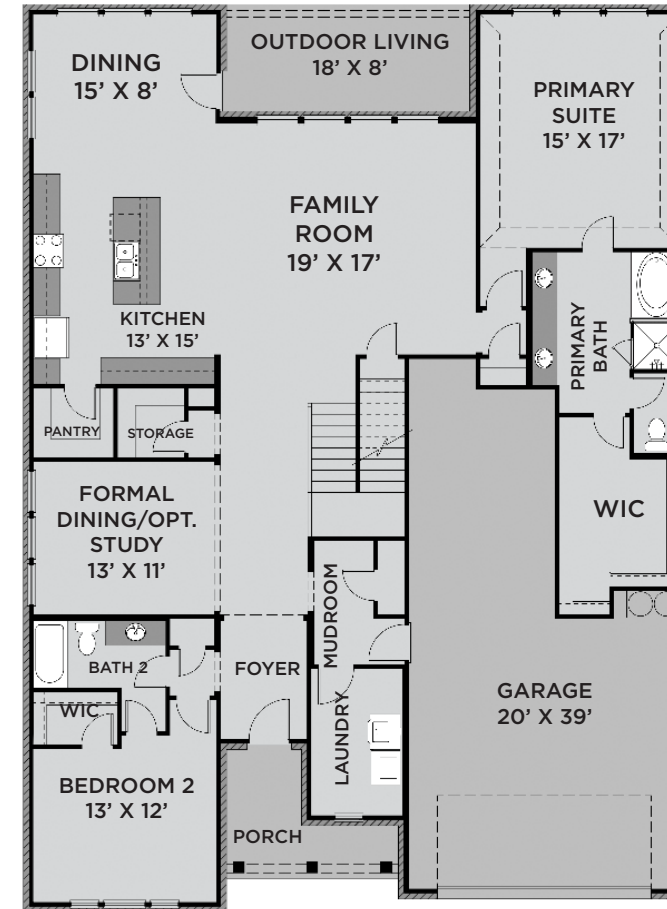 DINING
15' X 8'
OUTDOOR LIVING
18' X 8'
PRIMARY
SUITE
15' X 17'
FAMILY
ROOM
19' X 17'
KITCHEN
13' X 15'
PRIMARY
BATH
PANTRY
STORAGE
FORMAL
DINING/OPT.
STUDY
13' X 11'
WIC
MUDROOM
BATH 2
FOYER
WIC
LAUNDRY
GARAGE
20' X 39'
BEDROOM 2
13' X 12'
PORCH